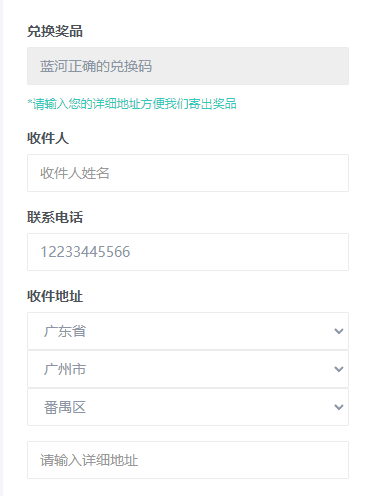 兑换奖品
蓝河正确的兑换码
*请输入您的详细地址方便我们寄出奖品
收件人
收件人姓名
联系电话
12233445566
收件地址
广东省
广州市
番禺区
请输入详细地址